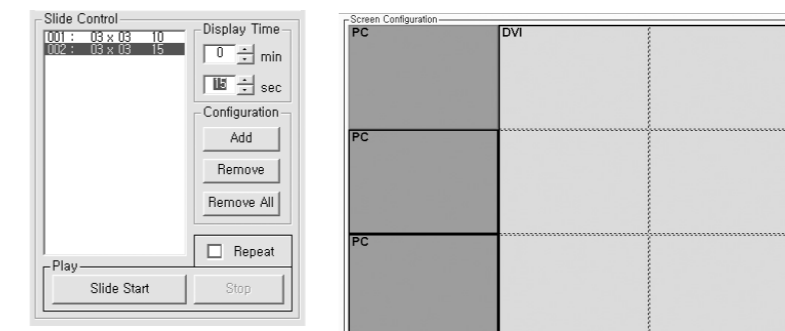 Slide Control
001 : 03 x 03 10
002 : 03 x 03 15
Display Time
0 min
15 sec
Configuration
Add
Remove
Remove All
Repeat
Play
Slide Start
Stop
Screen Configuration
PC
DVI
PC
PC